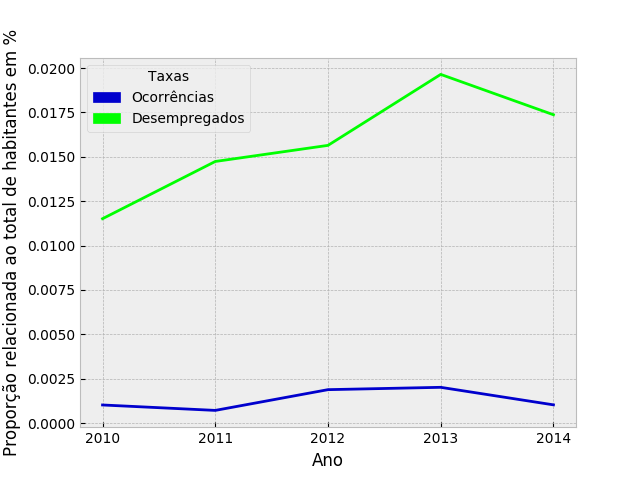 Proporção relacionada ao total de habitantes em %
0.0200
0.0175
0.0150
0.0125
0.0100
0.0075
0.0050
0.0025
0.0000
Taxas
Ocorrências
Desempregados
2010 2011 2012 2013 2014
Ano